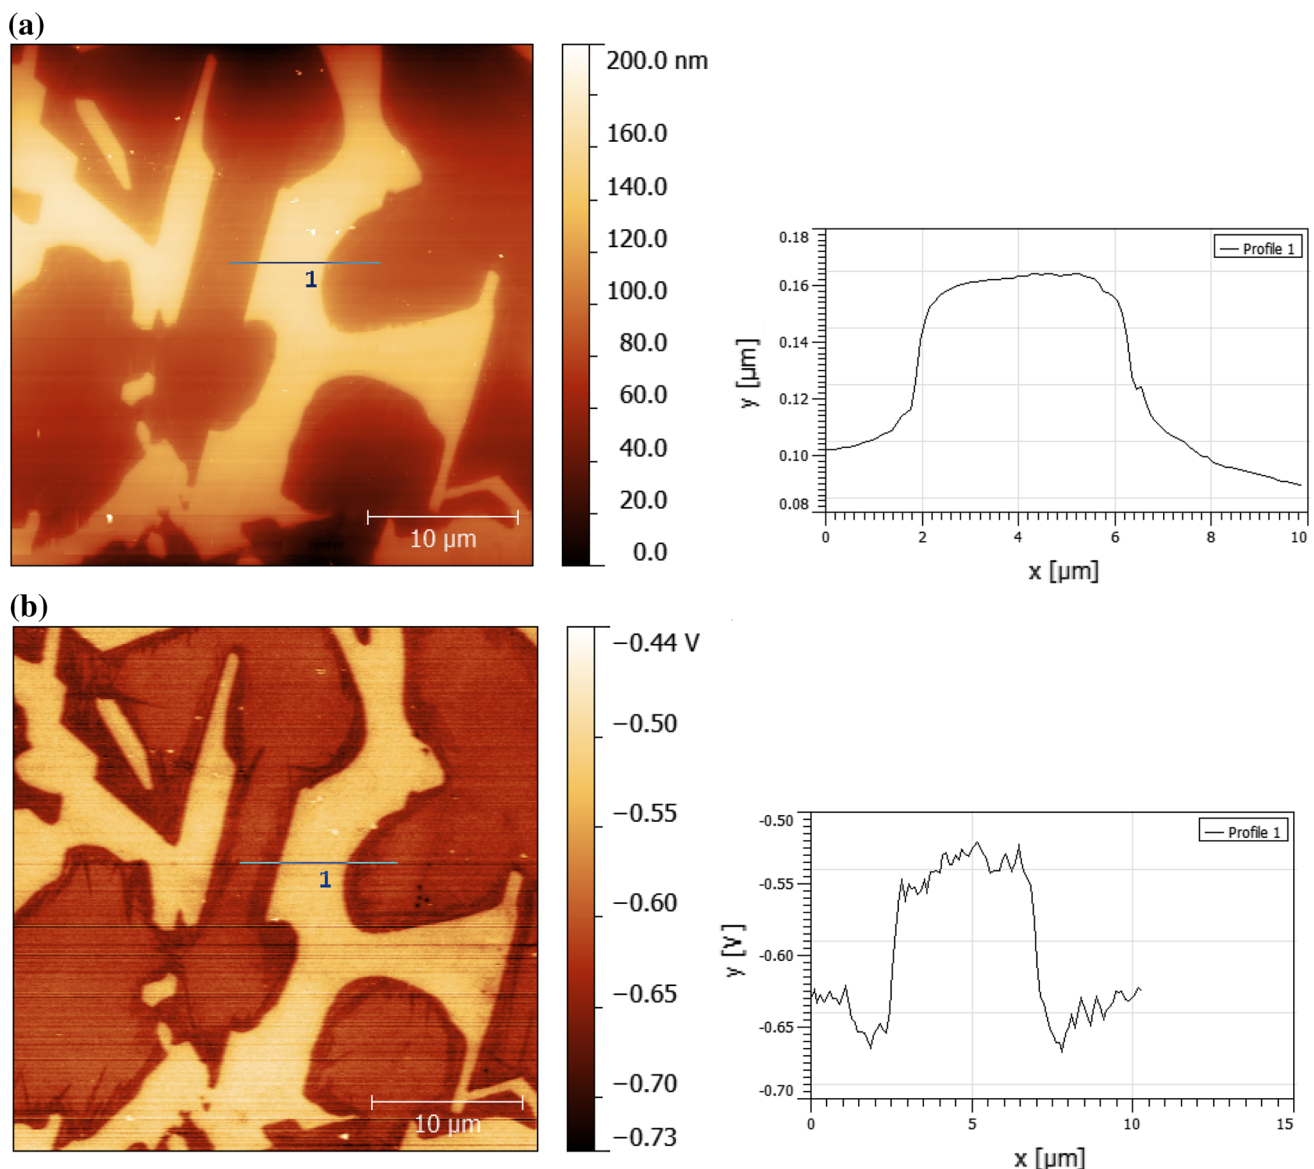 (a)
200.0 nm
160.0
140.0
120.0
100.0
80.0
60.0
40.0
20.0
0.0
1
10 µm
0.18
0.16
0.14
0.12
0.10
0.08
y [µm]
Profile 1
0 2 4 6 8 10
x [µm]
(b)
−0.44 V
−0.50
−0.55
−0.60
−0.65
−0.70
−0.73
1
10 µm
-0.50
-0.55
-0.60
-0.65
-0.70
y [V]
Profile 1
0 5 10 15
x [µm]